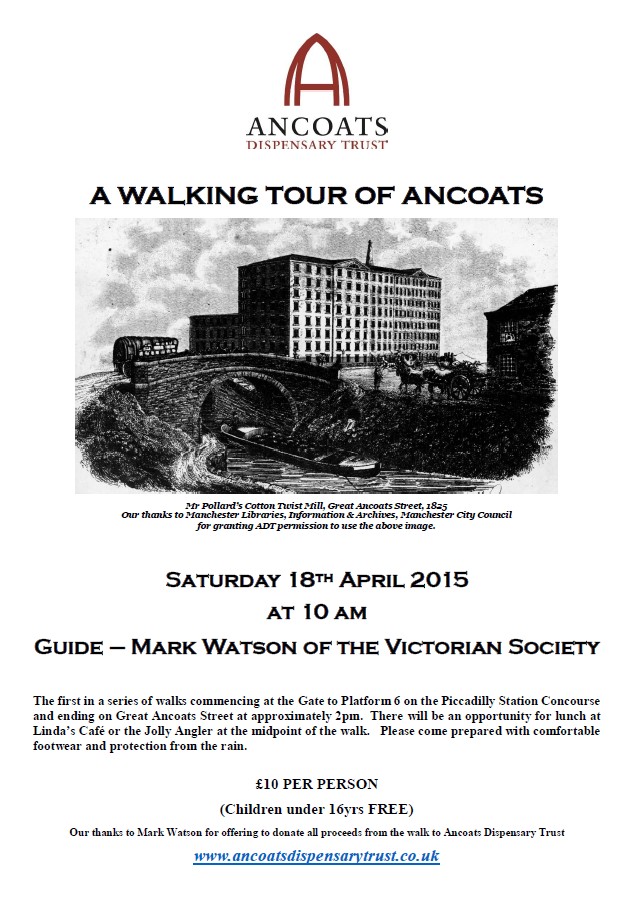 ANCOATS
DISPENSARY TRUST
A WALKING TOUR OF ANCOATS
Mr Pollard's Cotton Twist Mill, Great Ancoats Street, 1825
Our thanks to Manchester Libraries, Information & Archives, Manchester City Council
for granting ADT permission to use the above image.
SATURDAY 18TH APRIL 2015
AT 10 AM
GUIDE – MARK WATSON OF THE VICTORIAN SOCIETY
The first in a series of walks commencing at the Gate to Platform 6 on the Piccadilly Station Concourse
and ending on Great Ancoats Street at approximately 2pm. There will be an opportunity for lunch at
Linda's Café or the Jolly Angler at the midpoint of the walk. Please come prepared with comfortable
footwear and protection from the rain.
£10 PER PERSON
(Children under 16yrs FREE)
Our thanks to Mark Watson for offering to donate all proceeds from the walk to Ancoats Dispensary Trust
www.ancoatsdispensarytrust.co.uk